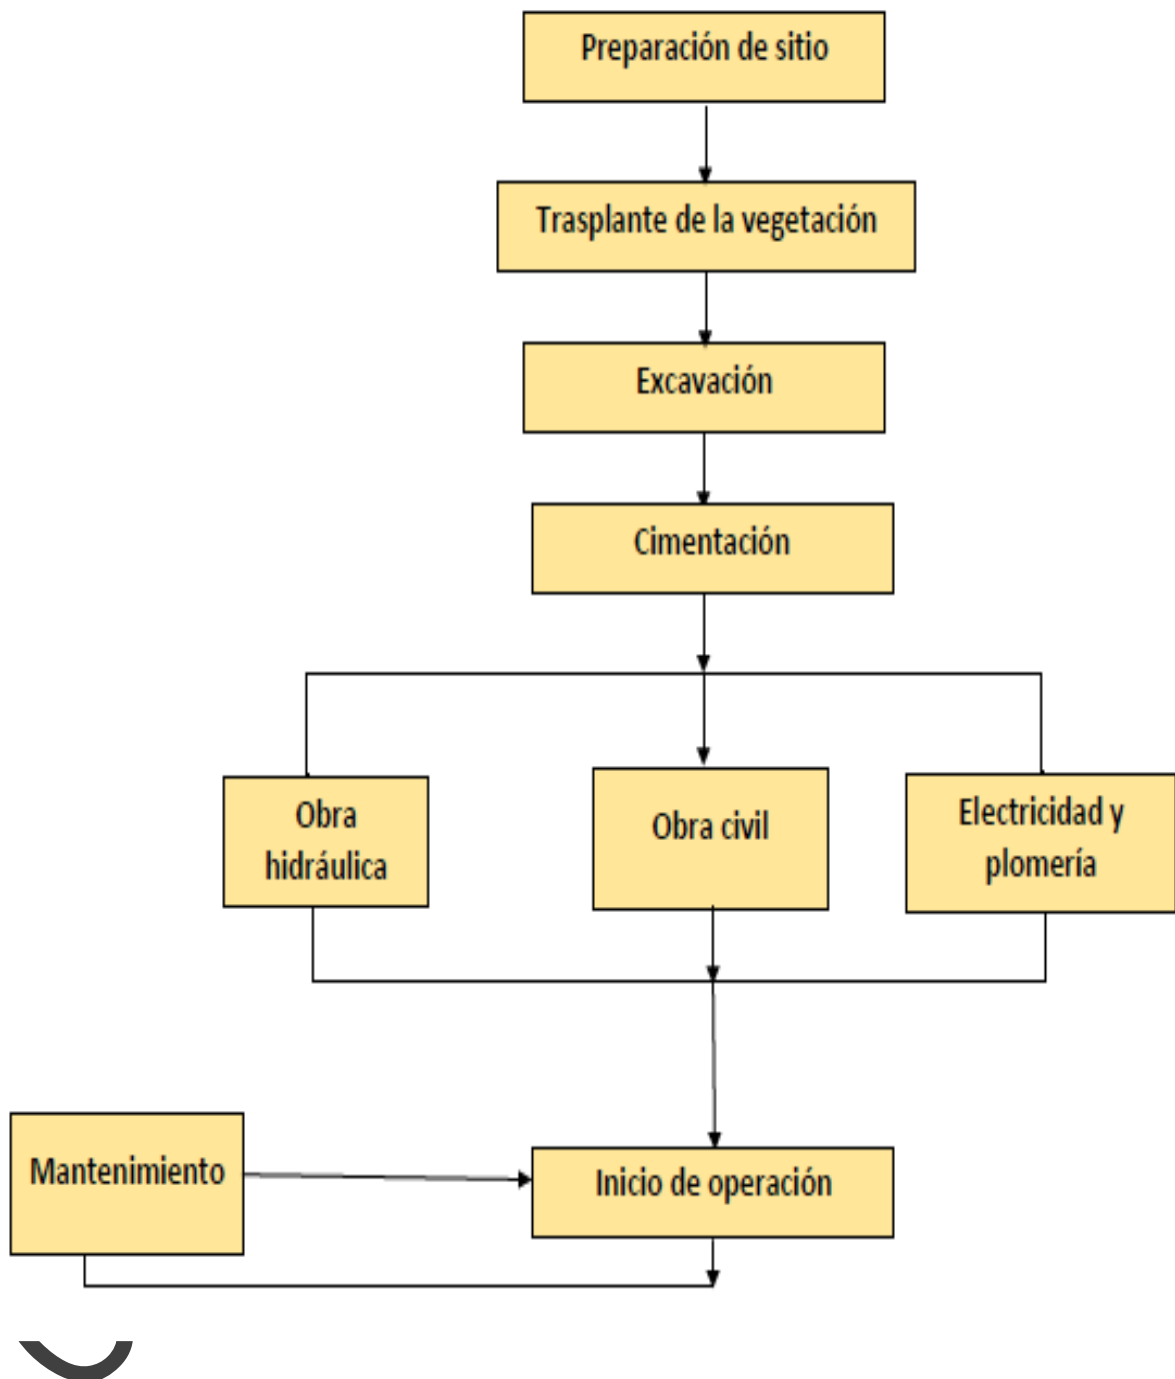 Preparación de sitio
Trasplante de la vegetación
Excavación
Cimentación
Obra
hidráulica
Obra civil
Electricidad y
plomería
Mantenimiento
Inicio de operación